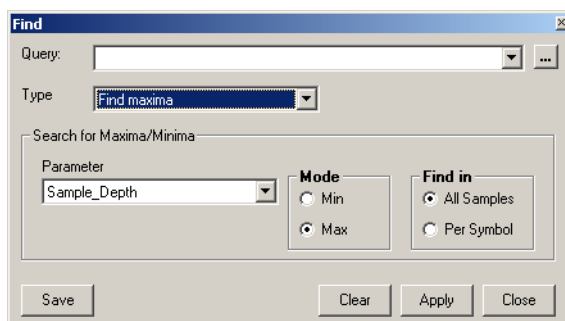 Find
Query:
...
Type Find maxima
Search for Maxima/Minima
Parameter
Sample_Depth
Mode
Min
Max
Find in
All Samples
Per Symbol
Save Clear Apply Close